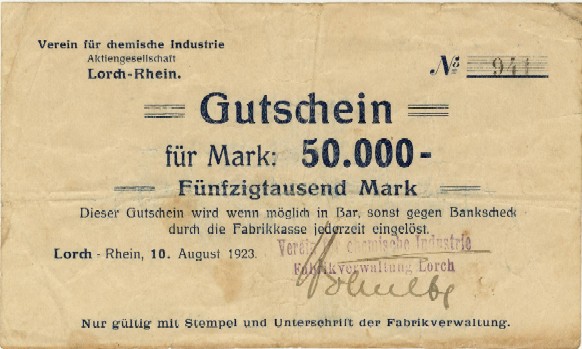 Verein für chemische Industrie
Aktiengesellschaft
Lorch-Rhein.
№ 941
Gutschein
für Mark: 50.000-
Fünfzigtausend Mark
Dieser Gutschein wird wenn möglich in Bar, sonst gegen Bankscheck
durch die Fabrikkasse jederzeit eingelöst.
Lorch - Rhein, 10. August 1923.
Verein für chemische Industrie
Fabrikverwaltung Lorch
Nur gültig mit Stempel und Unterschrift der Fabrikverwaltung.